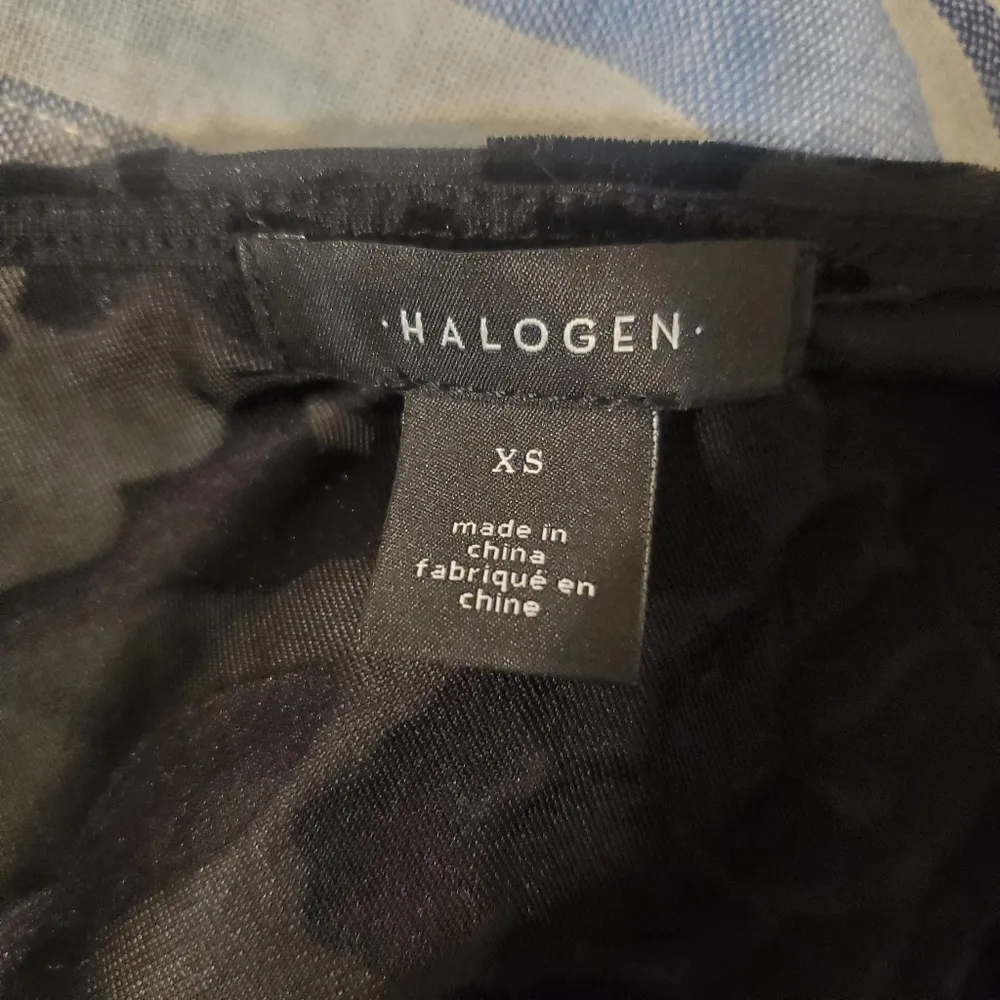 ·HALOGEN·
XS
made in
china
fabriqué en
chine